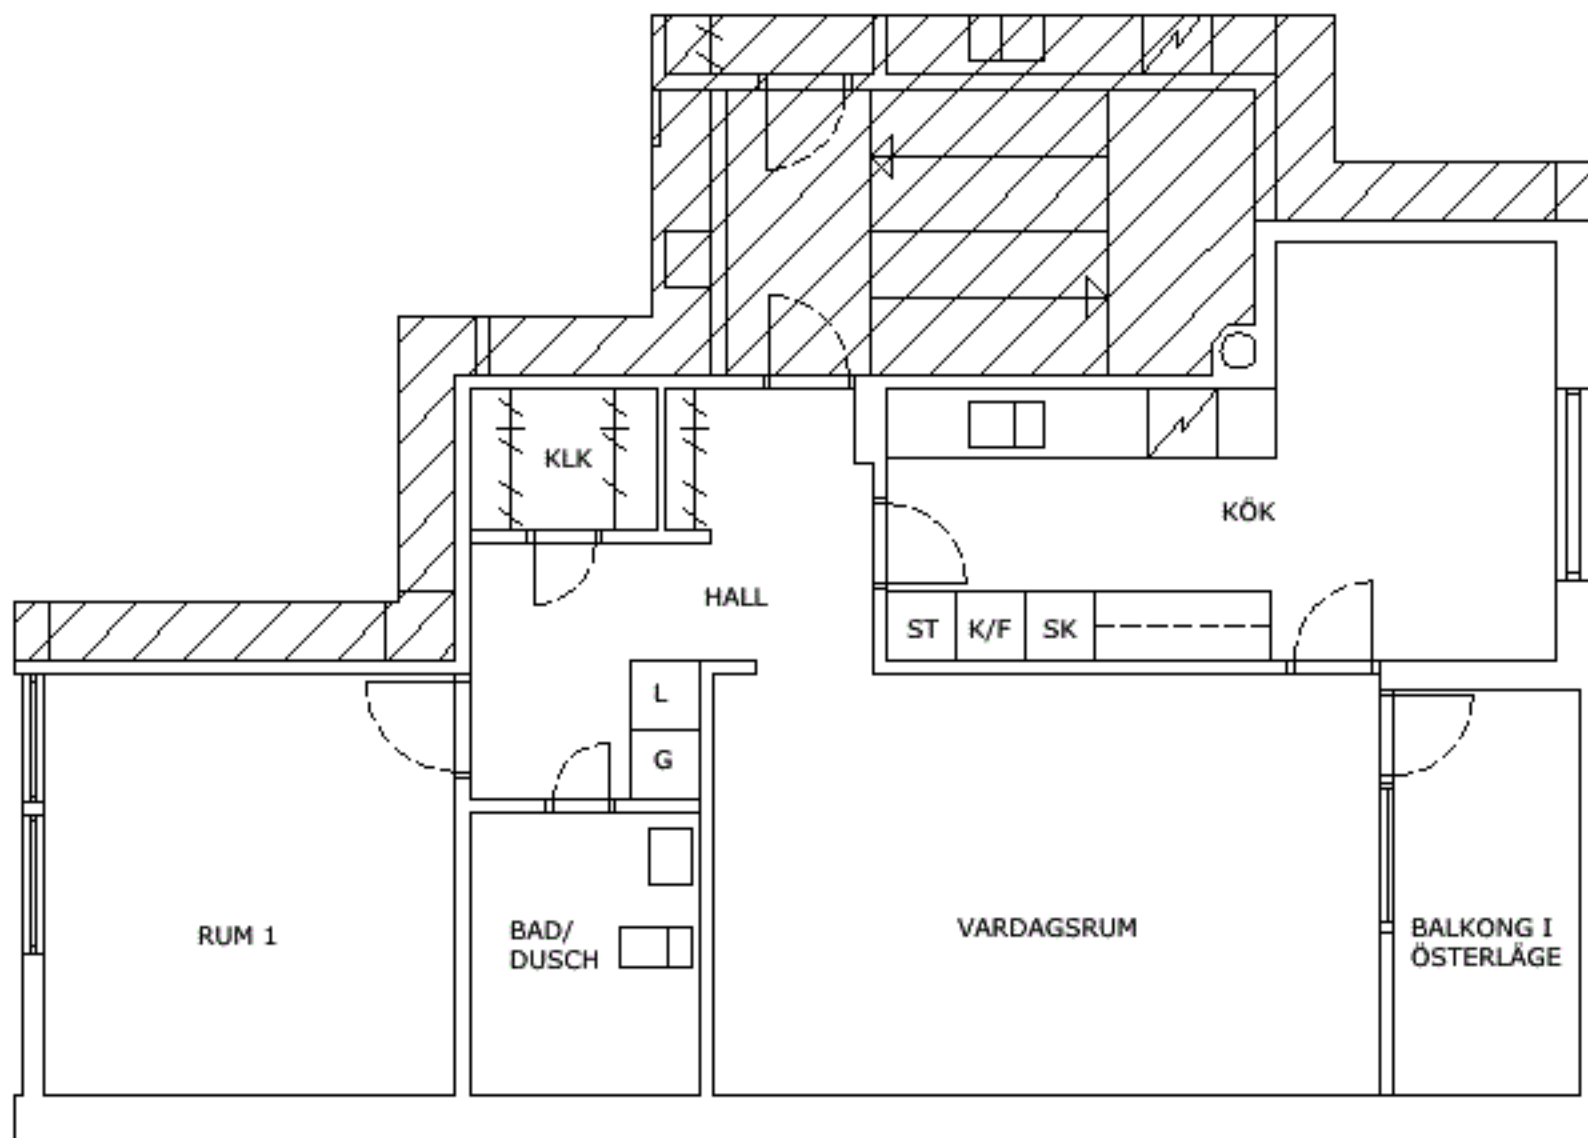 KLK
KÖK
HALL
ST
K/F
SK
L
G
RUM 1
BAD/
DUSCH
VARDAGSRUM
BALKONG I
ÖSTERLÄGE